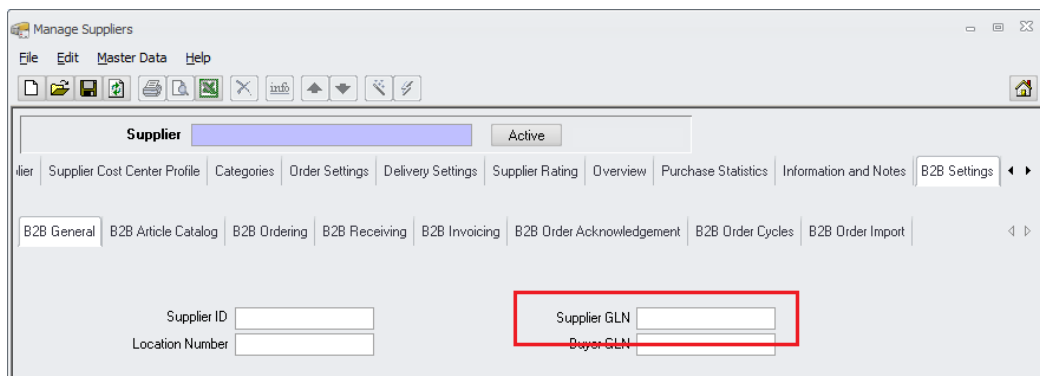 Manage Suppliers
File Edit Master Data Help
info
Supplier Active
lier Supplier Cost Center Profile Categories Order Settings Delivery Settings Supplier Rating Overview Purchase Statistics Information and Notes B2B Settings
B2B General B2B Article Catalog B2B Ordering B2B Receiving B2B Invoicing B2B Order Acknowledgement B2B Order Cycles B2B Order Import
Supplier ID Supplier GLN
Location Number Buyer GLN